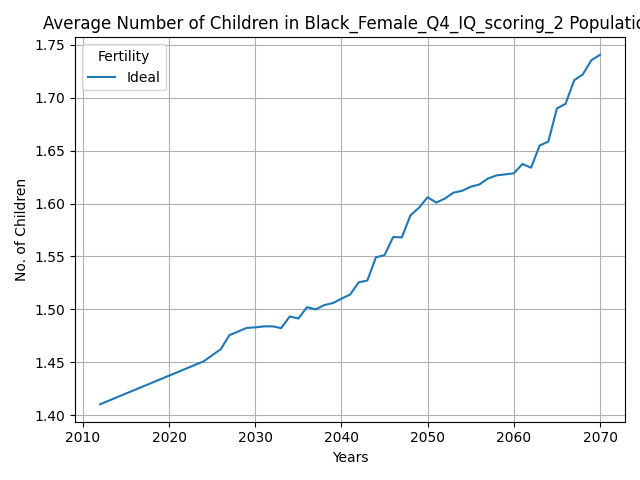 Average Number of Children in Black_Female_Q4_IQ_scoring_2 Populatio
Fertility
Ideal
No. of Children
1.75
1.70
1.65
1.60
1.55
1.50
1.45
1.40
2010 2020 2030 2040 2050 2060 2070
Years